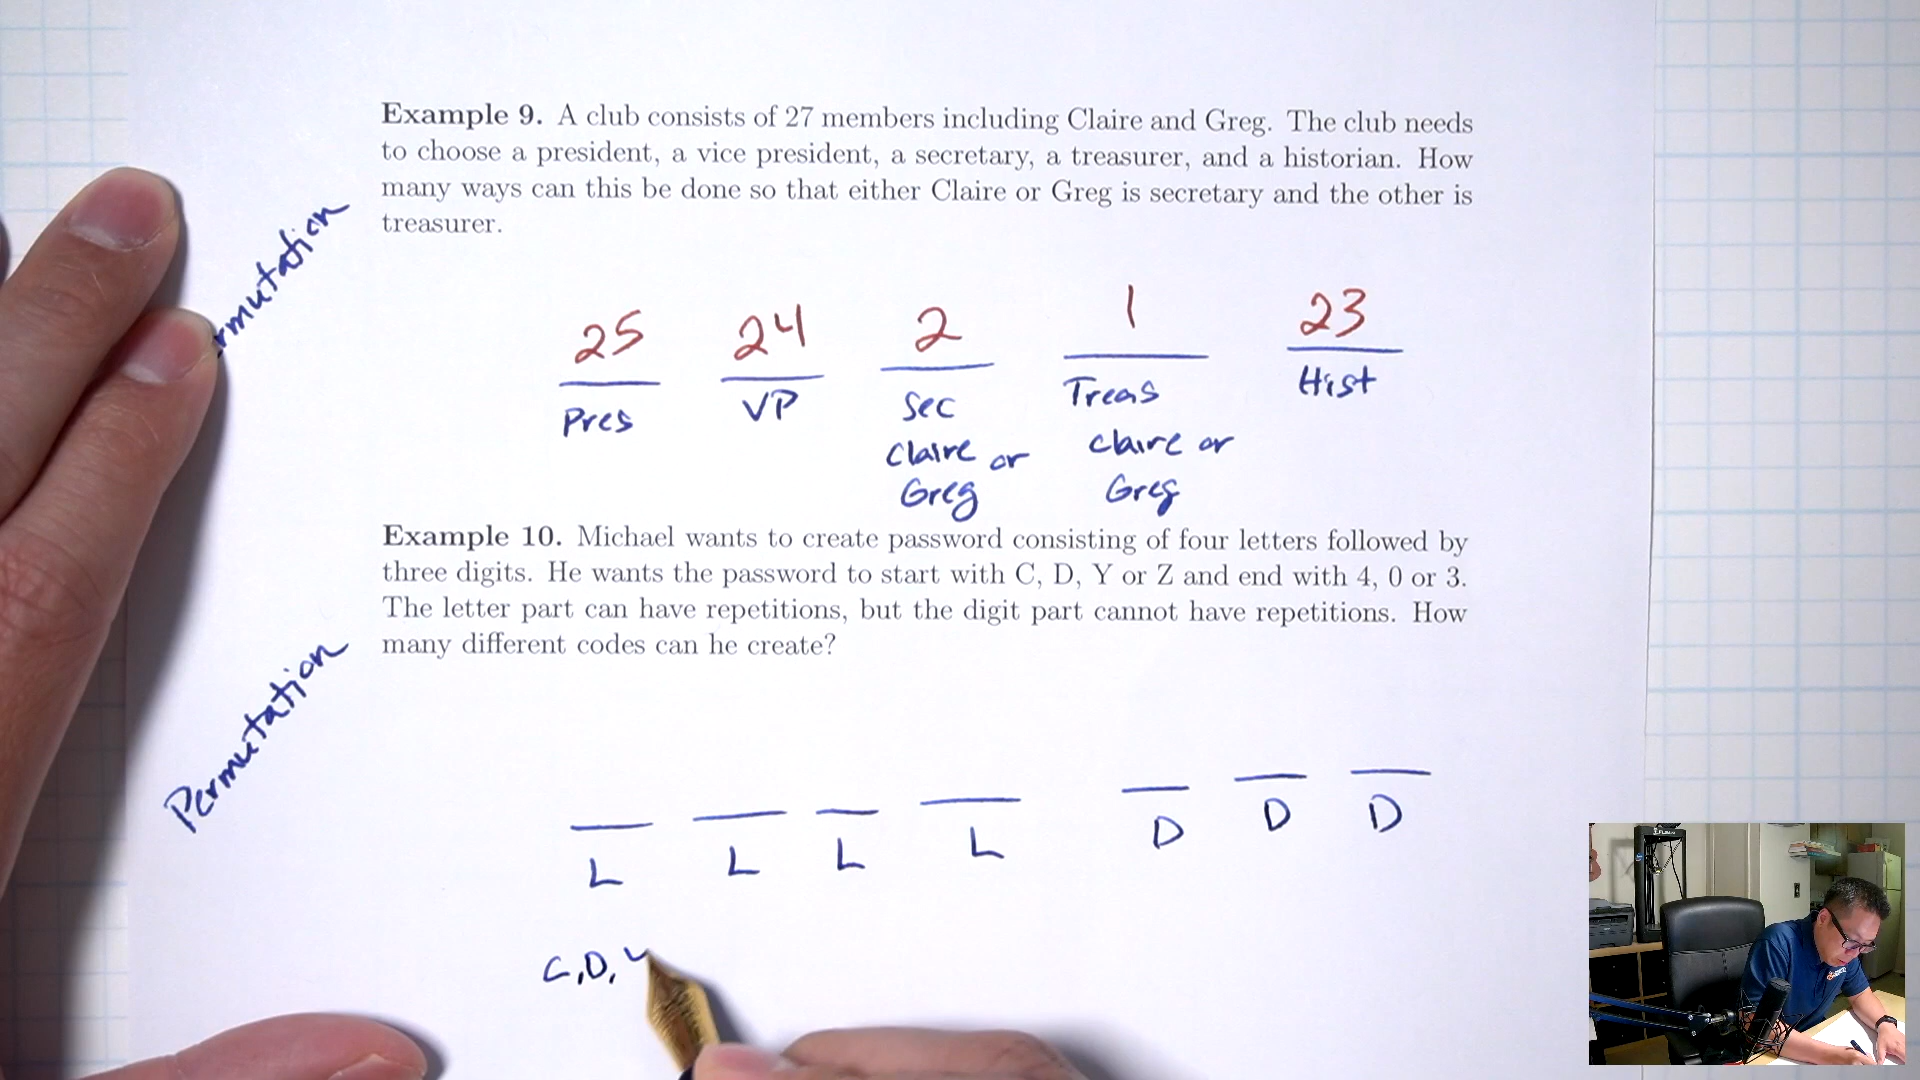 Example 9. A club consists of 27 members including Claire and Greg. The club needs
to choose a president, a vice president, a secretary, a treasurer, and a historian. How
many ways can this be done so that either Claire or Greg is secretary and the other is
treasurer.
rmutation
25 24 2 1 23
Pres VP Sec Treas Hist
Claire or Claire or
Greg Greg
Example 10. Michael wants to create password consisting of four letters followed by
three digits. He wants the password to start with C, D, Y or Z and end with 4, 0 or 3.
The letter part can have repetitions, but the digit part cannot have repetitions. How
many different codes can he create?
Permutation
L L L L D D D
C, D,